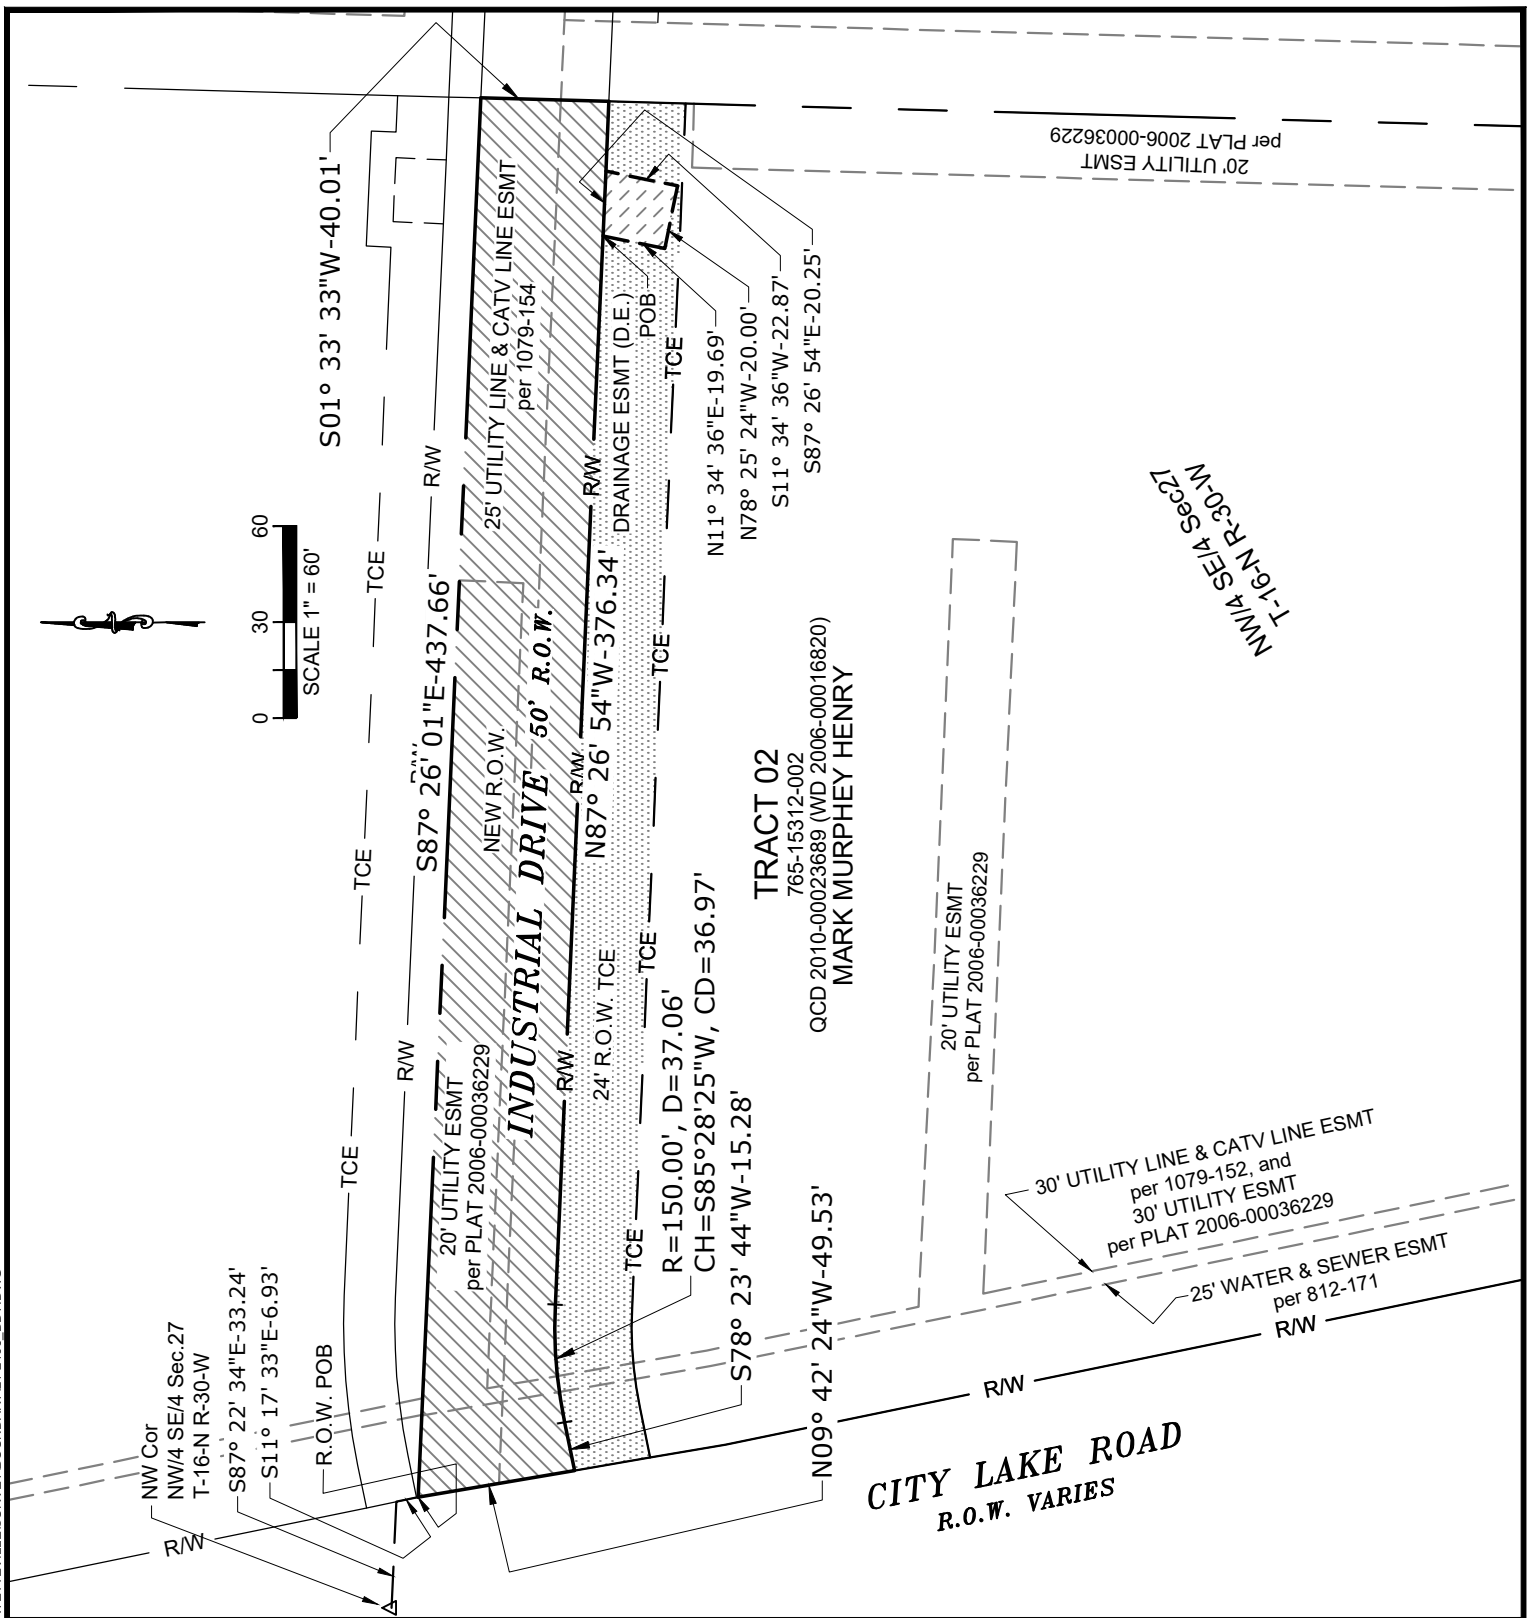 S01° 33' 33"W-40.01'
20' UTILITY ESMT
per PLAT 2006-00036229
25' UTILITY LINE & CATV LINE ESMT
per 1079-154
DRAINAGE ESMT (D.E.)
POB
TCE
N11° 34' 36"E-19.69'
N78° 25' 24"W-20.00'
S11° 34' 36"W-22.87'
S87° 26' 54"E-20.25'
R/W
R/W
NW/4 SE/4 Sec27
T-16-N R-30-W
0 30 60
SCALE 1" = 60'
TCE
S87° 26' 01"E-437.66'
R/W
NEW R.O.W.
INDUSTRIAL DRIVE 50' R.O.W.
N87° 26' 54"W-376.34'
R/W
TCE
TRACT 02
765-15312-002
QCD 2010-00023689 (WD 2006-00016820)
MARK MURPHEY HENRY
TCE
TCE
24' R.O.W. TCE
R/W
R/W
R=150.00', D=37.06'
CH=S85°28'25"W, CD=36.97'
S78° 23' 44"W-15.28'
N09° 42' 24"W-49.53'
20' UTILITY ESMT
per PLAT 2006-00036229
20' UTILITY ESMT
per PLAT 2006-00036229
TCE
TCE
30' UTILITY LINE & CATV LINE ESMT
per 1079-152, and
30' UTILITY ESMT
per PLAT 2006-00036229
25' WATER & SEWER ESMT
per 812-171
R/W
R/W
NW Cor
NW/4 SE/4 Sec.27
T-16-N R-30-W
S87° 22' 34"E-33.24'
S11° 17' 33"E-6.93'
R.O.W. POB
R/W
CITY LAKE ROAD
R.O.W. VARIES